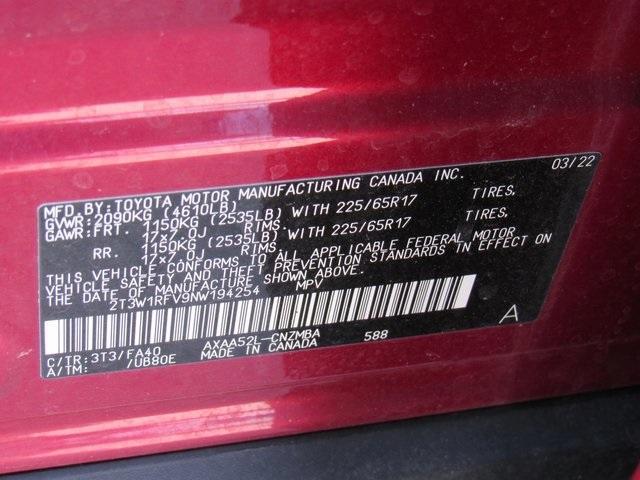 MFD.BY:TOYOTA MOTOR MANUFACTURING CANADA INC. 03/22
GVWR:2090KG (4610LB)
GAWR:FRT. 1150KG (2535LB) WITH 225/65R17 TIRES,
17×7.0J RIMS,
RR. 1150KG (2535LB) WITH 225/65R17 TIRES,
17×7.0J RIMS,
THIS VEHICLE CONFORMS TO ALL APPLICABLE FEDERAL MOTOR
VEHICLE SAFETY AND THEFT PREVENTION STANDARDS IN EFFECT ON
THE DATE OF MANUFACTURE SHOWN ABOVE.
2T3W1RFV9NW194254 MPV
A
C/TR:3T3/FA40 AXAA52L-CNZMBA 588
A/TM: /UB80E MADE IN CANADA